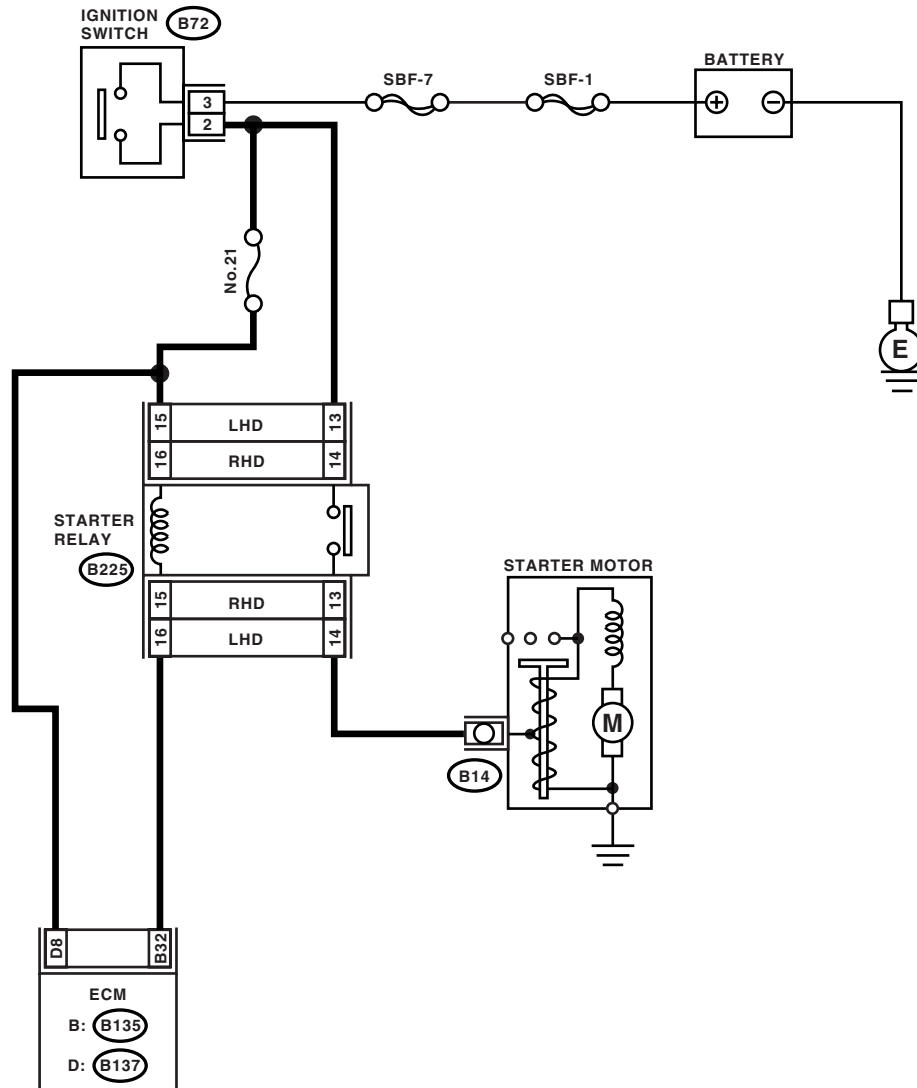 IGNITION
SWITCH
B72
3
2
SBF-7
SBF-1
BATTERY
+
−
No.21
E
15
LHD
13
16
RHD
14
STARTER
RELAY
B225
15
RHD
13
16
LHD
14
STARTER MOTOR
M
B14
D8
B32
ECM
B: B135
D: B137